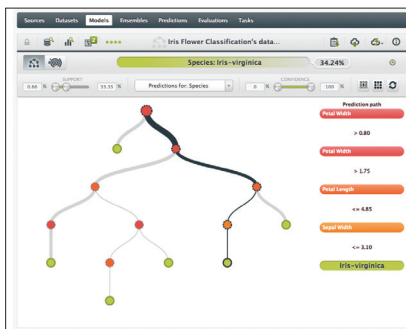 Sources Datasets Models Ensembles Predictions Evaluations Tasks
Iris Flower Classification's data...
Species: Iris-virginica 34.24%
SUPPORT CONFIDENCE
0.66 % 33.33 % Predictions for: Species 0 % 100 %
Prediction path
Petal Width
> 0.80
Petal Width
> 1.75
Petal Length
<= 4.85
Sepal Width
<= 3.10
Iris-virginica